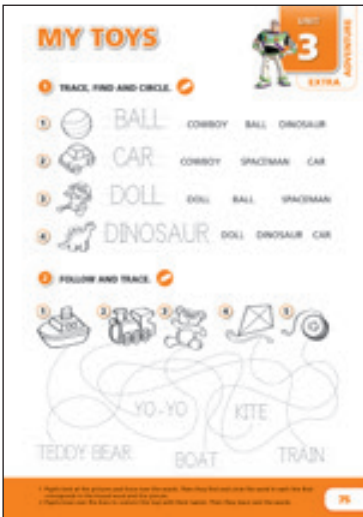 MY TOYS
UNIT
3
EXTRA
ADVENTURE
1 TRACE, FIND AND CIRCLE.
1 BALL COWBOY BALL DINOSAUR
2 CAR COWBOY SPACEMAN CAR
3 DOLL DOLL BALL SPACEMAN
4 DINOSAUR DOLL DINOSAUR CAR
2 FOLLOW AND TRACE.
1 2 3 4 5
YO-YO KITE
TEDDY BEAR BOAT TRAIN
75